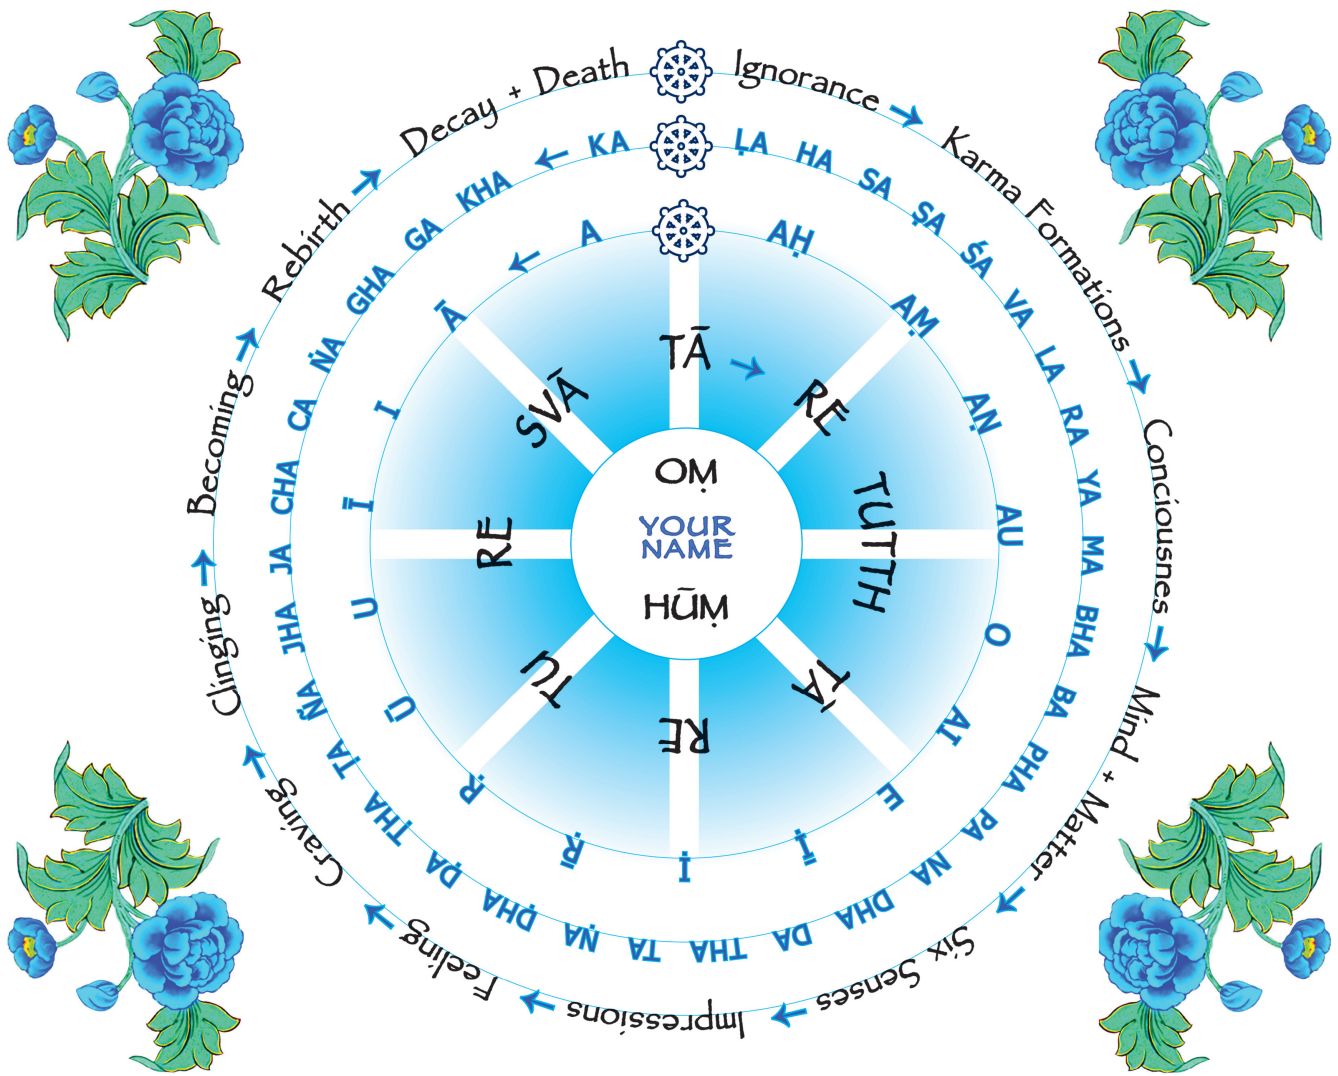 Ignorance →
Karma Formations →
Conciousnes →
Mind + Matter →
Six Senses →
Impressions →
Feeling →
Craving →
Clinging →
Becoming →
Rebirth →
Decay + Death
KA ← KHA GA GHA ṄA CA CHA JA JHA ÑA ṬA THA ḌA ḌHA ṆA TA THA DA DHA NA PA PHA BA BHA MA YA RA LA VA ŚA ṢA SA HA ḶA
A ← Ā I Ī U Ū Ṛ Ṝ Ị Ị̄ E AI O AU AṆ AṂ AḤ
TĀ → RE TUTTH TĀ RE TU RE SVĀ
OṂ
YOUR
NAME
HŪṂ